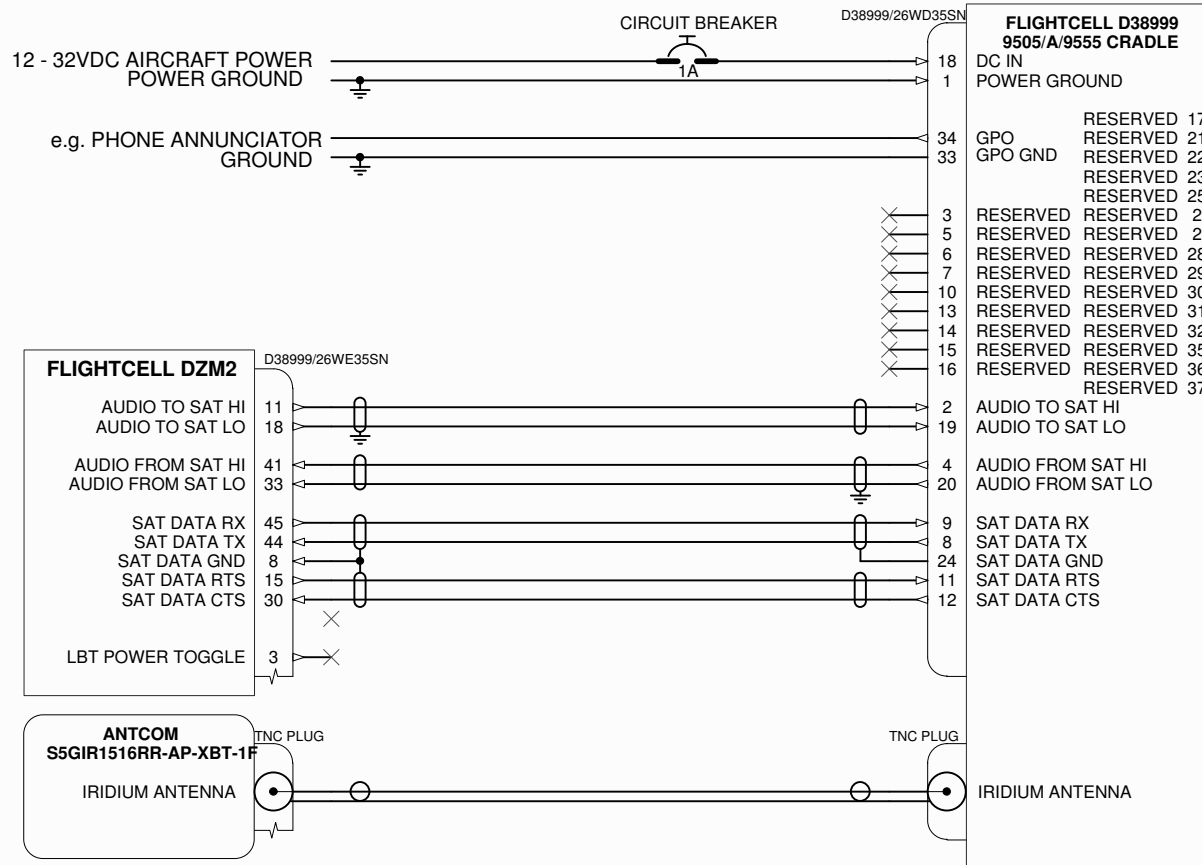 CIRCUIT BREAKER
D38999/26WD35SN
FLIGHTCELL D38999
9505/A/9555 CRADLE
12 - 32VDC AIRCRAFT POWER 1A 18 DC IN
POWER GROUND 1 POWER GROUND
RESERVED 17
e.g. PHONE ANNUNCIATOR 34 GPO RESERVED 21
GROUND 33 GPO GND RESERVED 22
RESERVED 23
RESERVED 25
3 RESERVED RESERVED 2
5 RESERVED RESERVED 2
6 RESERVED RESERVED 28
7 RESERVED RESERVED 29
10 RESERVED RESERVED 30
13 RESERVED RESERVED 31
14 RESERVED RESERVED 32
15 RESERVED RESERVED 35
16 RESERVED RESERVED 36
RESERVED 37
FLIGHTCELL DZM2 D38999/26WE35SN
AUDIO TO SAT HI 11 2 AUDIO TO SAT HI
AUDIO TO SAT LO 18 19 AUDIO TO SAT LO
AUDIO FROM SAT HI 41 4 AUDIO FROM SAT HI
AUDIO FROM SAT LO 33 20 AUDIO FROM SAT LO
SAT DATA RX 45 9 SAT DATA RX
SAT DATA TX 44 8 SAT DATA TX
SAT DATA GND 8 24 SAT DATA GND
SAT DATA RTS 15 11 SAT DATA RTS
SAT DATA CTS 30 12 SAT DATA CTS
LBT POWER TOGGLE 3
ANTCOM TNC PLUG TNC PLUG
S5GIR1516RR-AP-XBT-1F
IRIDIUM ANTENNA IRIDIUM ANTENNA